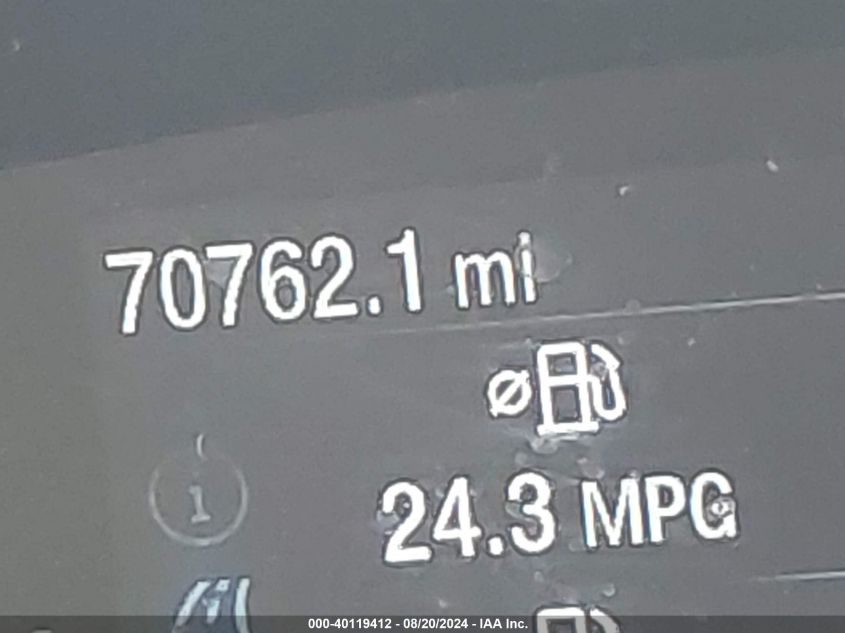 70762.1 mi
⌀
i
24.3 MPG
000-40119412 - 08/20/2024 - IAA Inc.